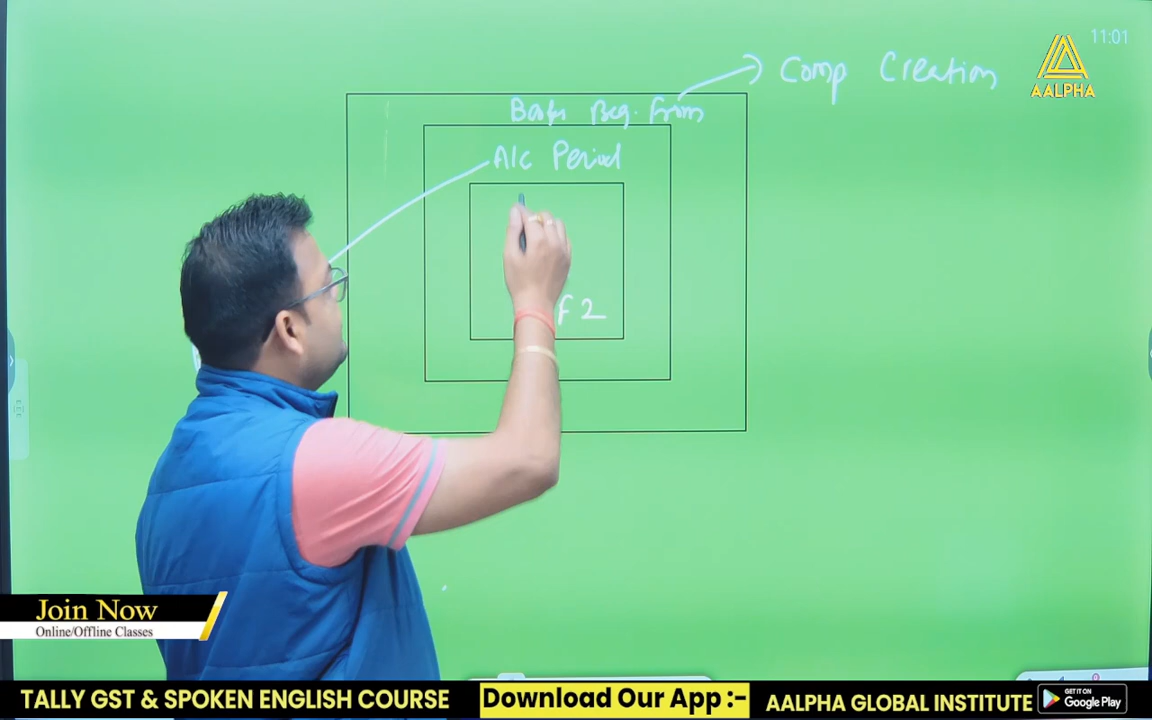 11:01
AALPHA
Comp Creation
Books Beg. From
A/c Period
F2
Join Now
Online/Offline Classes
TALLY GST & SPOKEN ENGLISH COURSE
Download Our App :-
AALPHA GLOBAL INSTITUTE
GET IT ON
Google Play